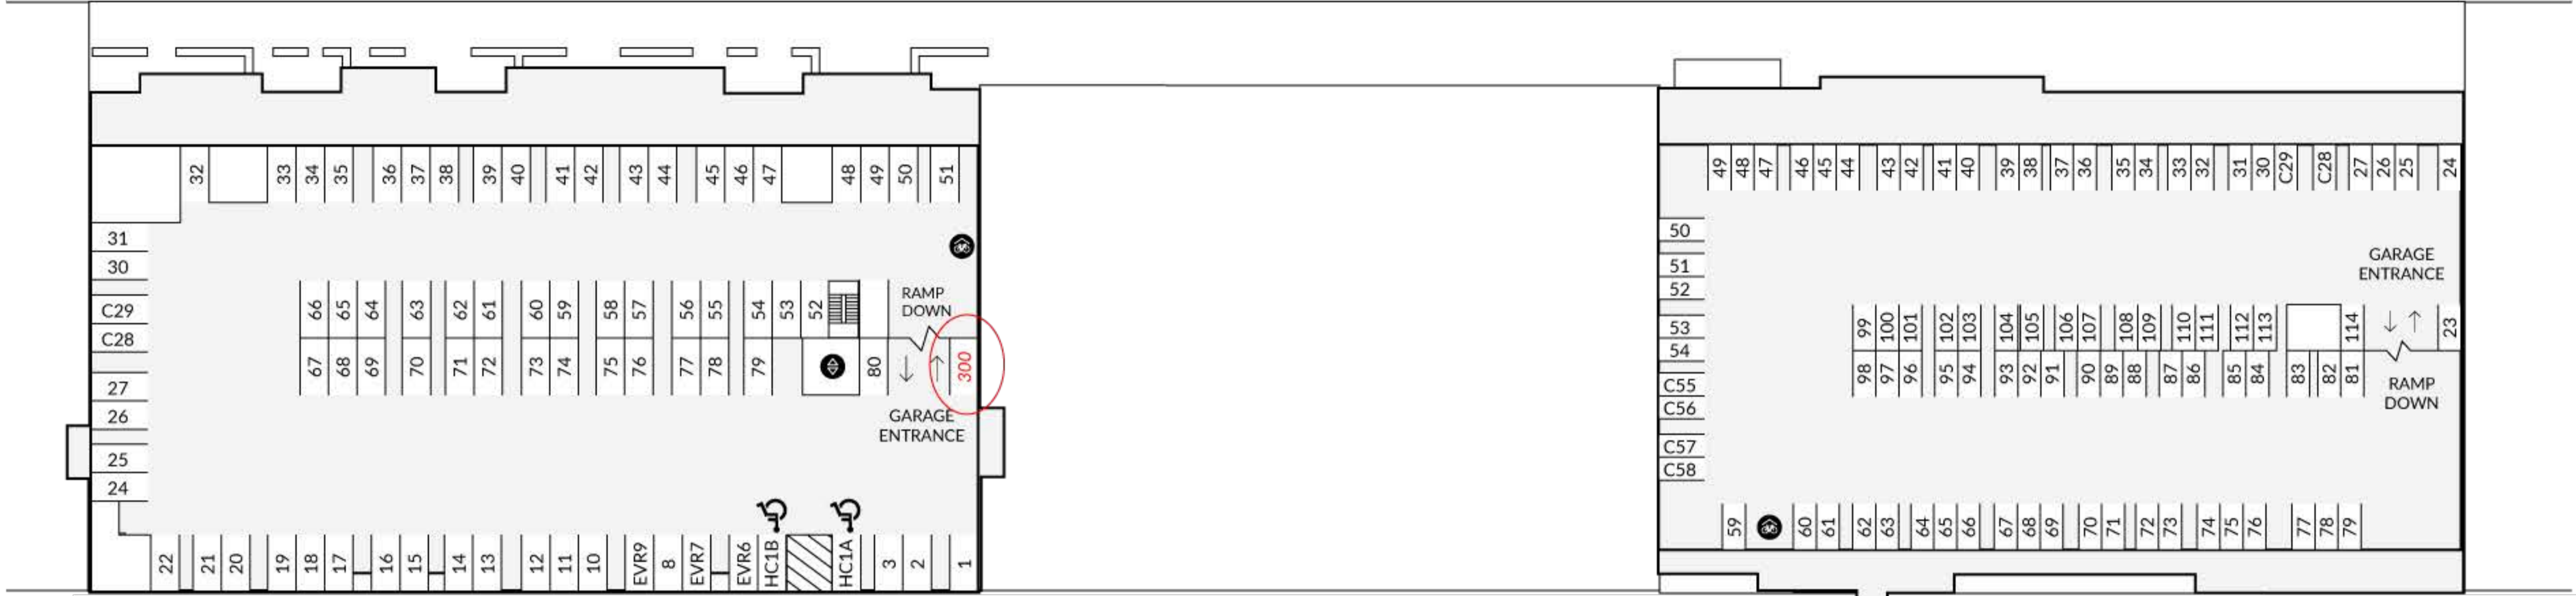 32 33 34 35 36 37 38 39 40 41 42 43 44 45 46 47 48 49 50 51
31
30
C29
C28
27
26
25
24
66 65 64 63 62 61 60 59 58 57 56 55 54 53 52
RAMP
DOWN
67 68 69 70 71 72 73 74 75 76 77 78 79 80 300
GARAGE
ENTRANCE
22 21 20 19 18 17 16 15 14 13 12 11 10 EVR9 8 EVR7 EVR6 HC1B HC1A 3 2 1
49 48 47 46 45 44 43 42 41 40 39 38 37 36 35 34 33 32 31 30 C29 C28 27 26 25 24
50
51
52
53
54
C55
C56
C57
C58
GARAGE
ENTRANCE
99 100 101 102 103 104 105 106 107 108 109 110 111 112 113 114 23
98 97 96 95 94 93 92 91 90 89 88 87 86 85 84 83 82 81
RAMP
DOWN
59 60 61 62 63 64 65 66 67 68 69 70 71 72 73 74 75 76 77 78 79